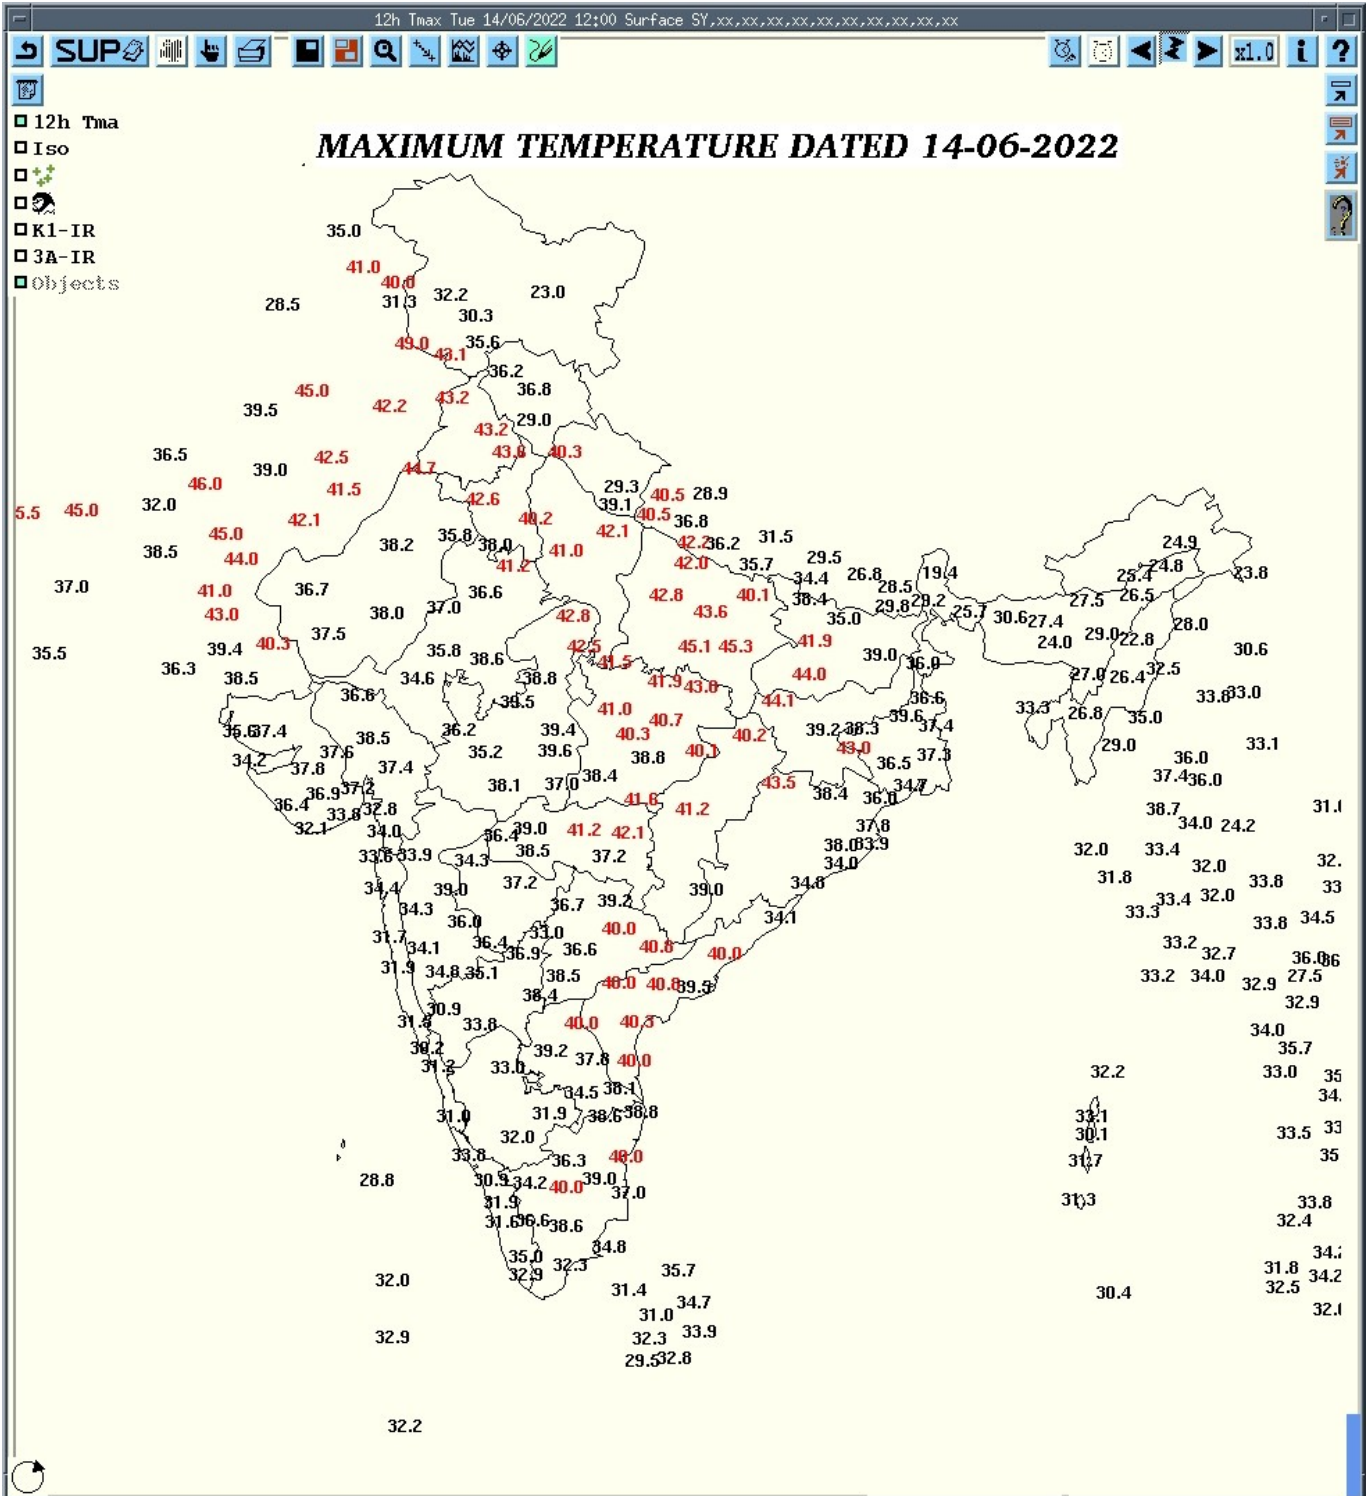 12h Tmax Tue 14/06/2022 12:00 Surface SY,xx,xx,xx,xx,xx,xx,xx,xx,xx,xx
SUP x1.0 i ?
12h Tma
Iso
K1-IR
3A-IR
Objects
MAXIMUM TEMPERATURE DATED 14-06-2022
35.0
41.0
40.0
28.5 31.3 32.2 23.0
30.3
49.0 43.1 35.6
36.2
45.0 43.2 36.8
39.5 42.2
43.2 29.0
36.5 42.5 43.8 40.3
39.0 44.7
46.0 41.5 42.6 29.3 40.5 28.9
5.5 45.0 32.0 39.1
42.1 40.2 40.5 36.8
45.0 35.8 42.1
38.5 44.0 38.2 38.0 41.0 42.2 36.2 31.5 24.9
41.2 42.0 35.7 29.5 24.8
37.0 41.0 36.7 36.6 42.8 40.1 34.4 26.8 28.5 19.4 25.4 23.8
43.0 38.0 37.0 42.8 43.6 38.4 29.8 29.2 25.7 27.5 26.5
37.5 35.0 30.6 27.4 28.0
35.5 39.4 40.3 35.8 42.5 45.1 45.3 41.9 24.0 29.0 22.8 30.6
36.3 38.5 34.6 38.6 41.5 39.0 36.0
38.8 41.9 43.0 44.0 27.0 26.4 32.5
36.6 39.5 44.1 36.6 33.8 33.0
41.0 40.7 39.6 33.3 26.8 35.0
35.6 37.4 38.5 36.2 39.4 40.3 40.2 39.2 38.3 37.4
34.2 37.6 35.2 39.6 38.8 40.1 43.0 37.3 29.0 36.0 33.1
37.8 37.4 38.4 36.5
36.9 37.2 38.1 37.0 43.5 34.7 37.4 36.0
36.4 33.8 32.8 41.6 41.2 38.4 36.0 38.7
32.1 34.0 36.4 39.0 41.2 42.1 37.8 34.0 24.2
33.6 33.9 34.3 38.5 37.2 38.0 33.9 32.0 33.4
34.4 39.0 37.2 39.0 34.8 34.0 31.8 32.0 33.8
34.3 36.7 39.2 33.4 32.0
31.7 36.0 33.0 40.0 34.1 33.3 33.8 34.5
34.1 36.4 36.9 36.6 40.8 40.0 33.2 32.7
31.9 34.8 35.1 38.5 40.0 40.8 39.5 33.2 34.0 32.9 27.5
38.4 32.9
30.9
31.8 33.8 40.0 40.3 34.0
30.2 39.2 35.7
31.2 33.0 37.8 40.0 32.2 33.0
34.5 38.1
31.0 31.9 38.6 38.8 33.1
32.0 30.1 33.5
33.8 36.3 40.0 31.7
28.8 30.9 34.2 40.0 39.0
31.9 37.0 31.3 33.8
31.6 36.6 38.6 32.4
35.0 34.8
32.0 32.9 32.3 35.7 31.8 34.2
31.4 34.7 30.4 32.5
31.0
32.9 32.3 33.9
29.5 32.8
32.2